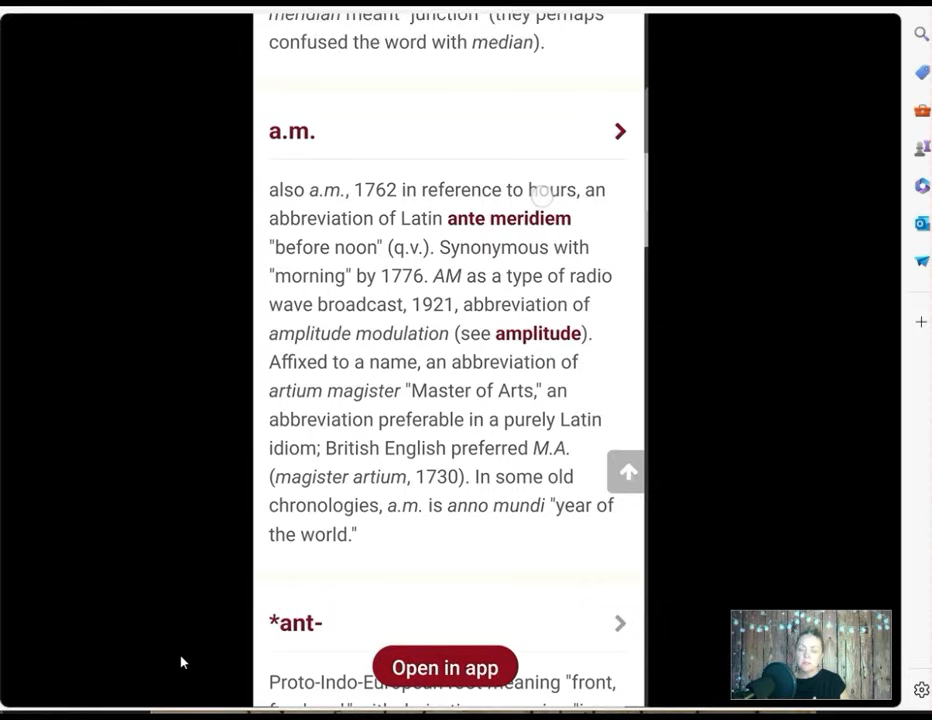 meridian meant "junction" (they perhaps
confused the word with median).
a.m.
also a.m., 1762 in reference to hours, an
abbreviation of Latin ante meridiem
"before noon" (q.v.). Synonymous with
"morning" by 1776. AM as a type of radio
wave broadcast, 1921, abbreviation of
amplitude modulation (see amplitude).
Affixed to a name, an abbreviation of
artium magister "Master of Arts," an
abbreviation preferable in a purely Latin
idiom; British English preferred M.A.
(magister artium, 1730). In some old
chronologies, a.m. is anno mundi "year of
the world."
*ant-
Open in app
Proto-Indo-European root meaning "front,